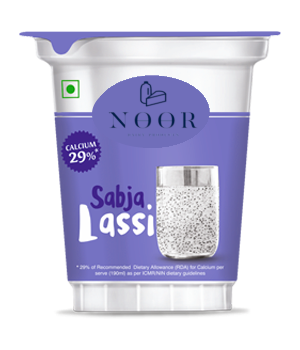 NOOR
CALCIUM
29%*
Sabja
Lassi
* 29% of Recommended Dietary Allowance (RDA) for Calcium per
serve (190ml) as per ICMR/NIN dietary guidelines